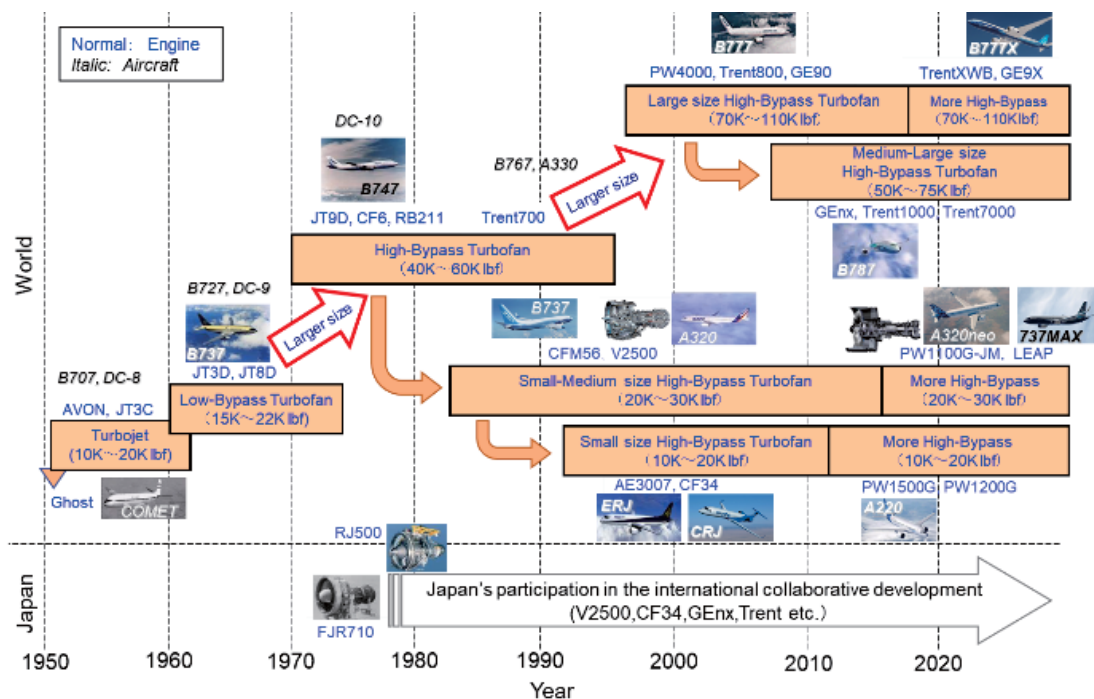 Normal: Engine
Italic: Aircraft
B777
B777X
PW4000, Trent800, GE90
TrentXWB, GE9X
Large size High-Bypass Turbofan
(70K～110K lbf)
More High-Bypass
(70K～110K lbf)
DC-10
B747
B767, A330
Larger size
Medium-Large size
High-Bypass Turbofan
(50K～75K lbf)
JT9D, CF6, RB211
Trent700
GEnx, Trent1000, Trent7000
High-Bypass Turbofan
(40K～60K lbf)
B787
World
B727, DC-9
B737
Larger size
B737
A320
A320neo
737MAX
JT3D, JT8D
CFM56, V2500
PW1100G-JM, LEAP
B707, DC-8
AVON, JT3C
Low-Bypass Turbofan
(15K～22K lbf)
Small-Medium size High-Bypass Turbofan
(20K～30K lbf)
More High-Bypass
(20K～30K lbf)
Turbojet
(10K～20K lbf)
Small size High-Bypass Turbofan
(10K～20K lbf)
More High-Bypass
(10K～20K lbf)
Ghost
COMET
AE3007, CF34
PW1500G PW1200G
ERJ
CRJ
A220
RJ500
Japan
FJR710
Japan's participation in the international collaborative development
(V2500,CF34,GEnx,Trent etc.)
1950
1960
1970
1980
1990
2000
2010
2020
Year